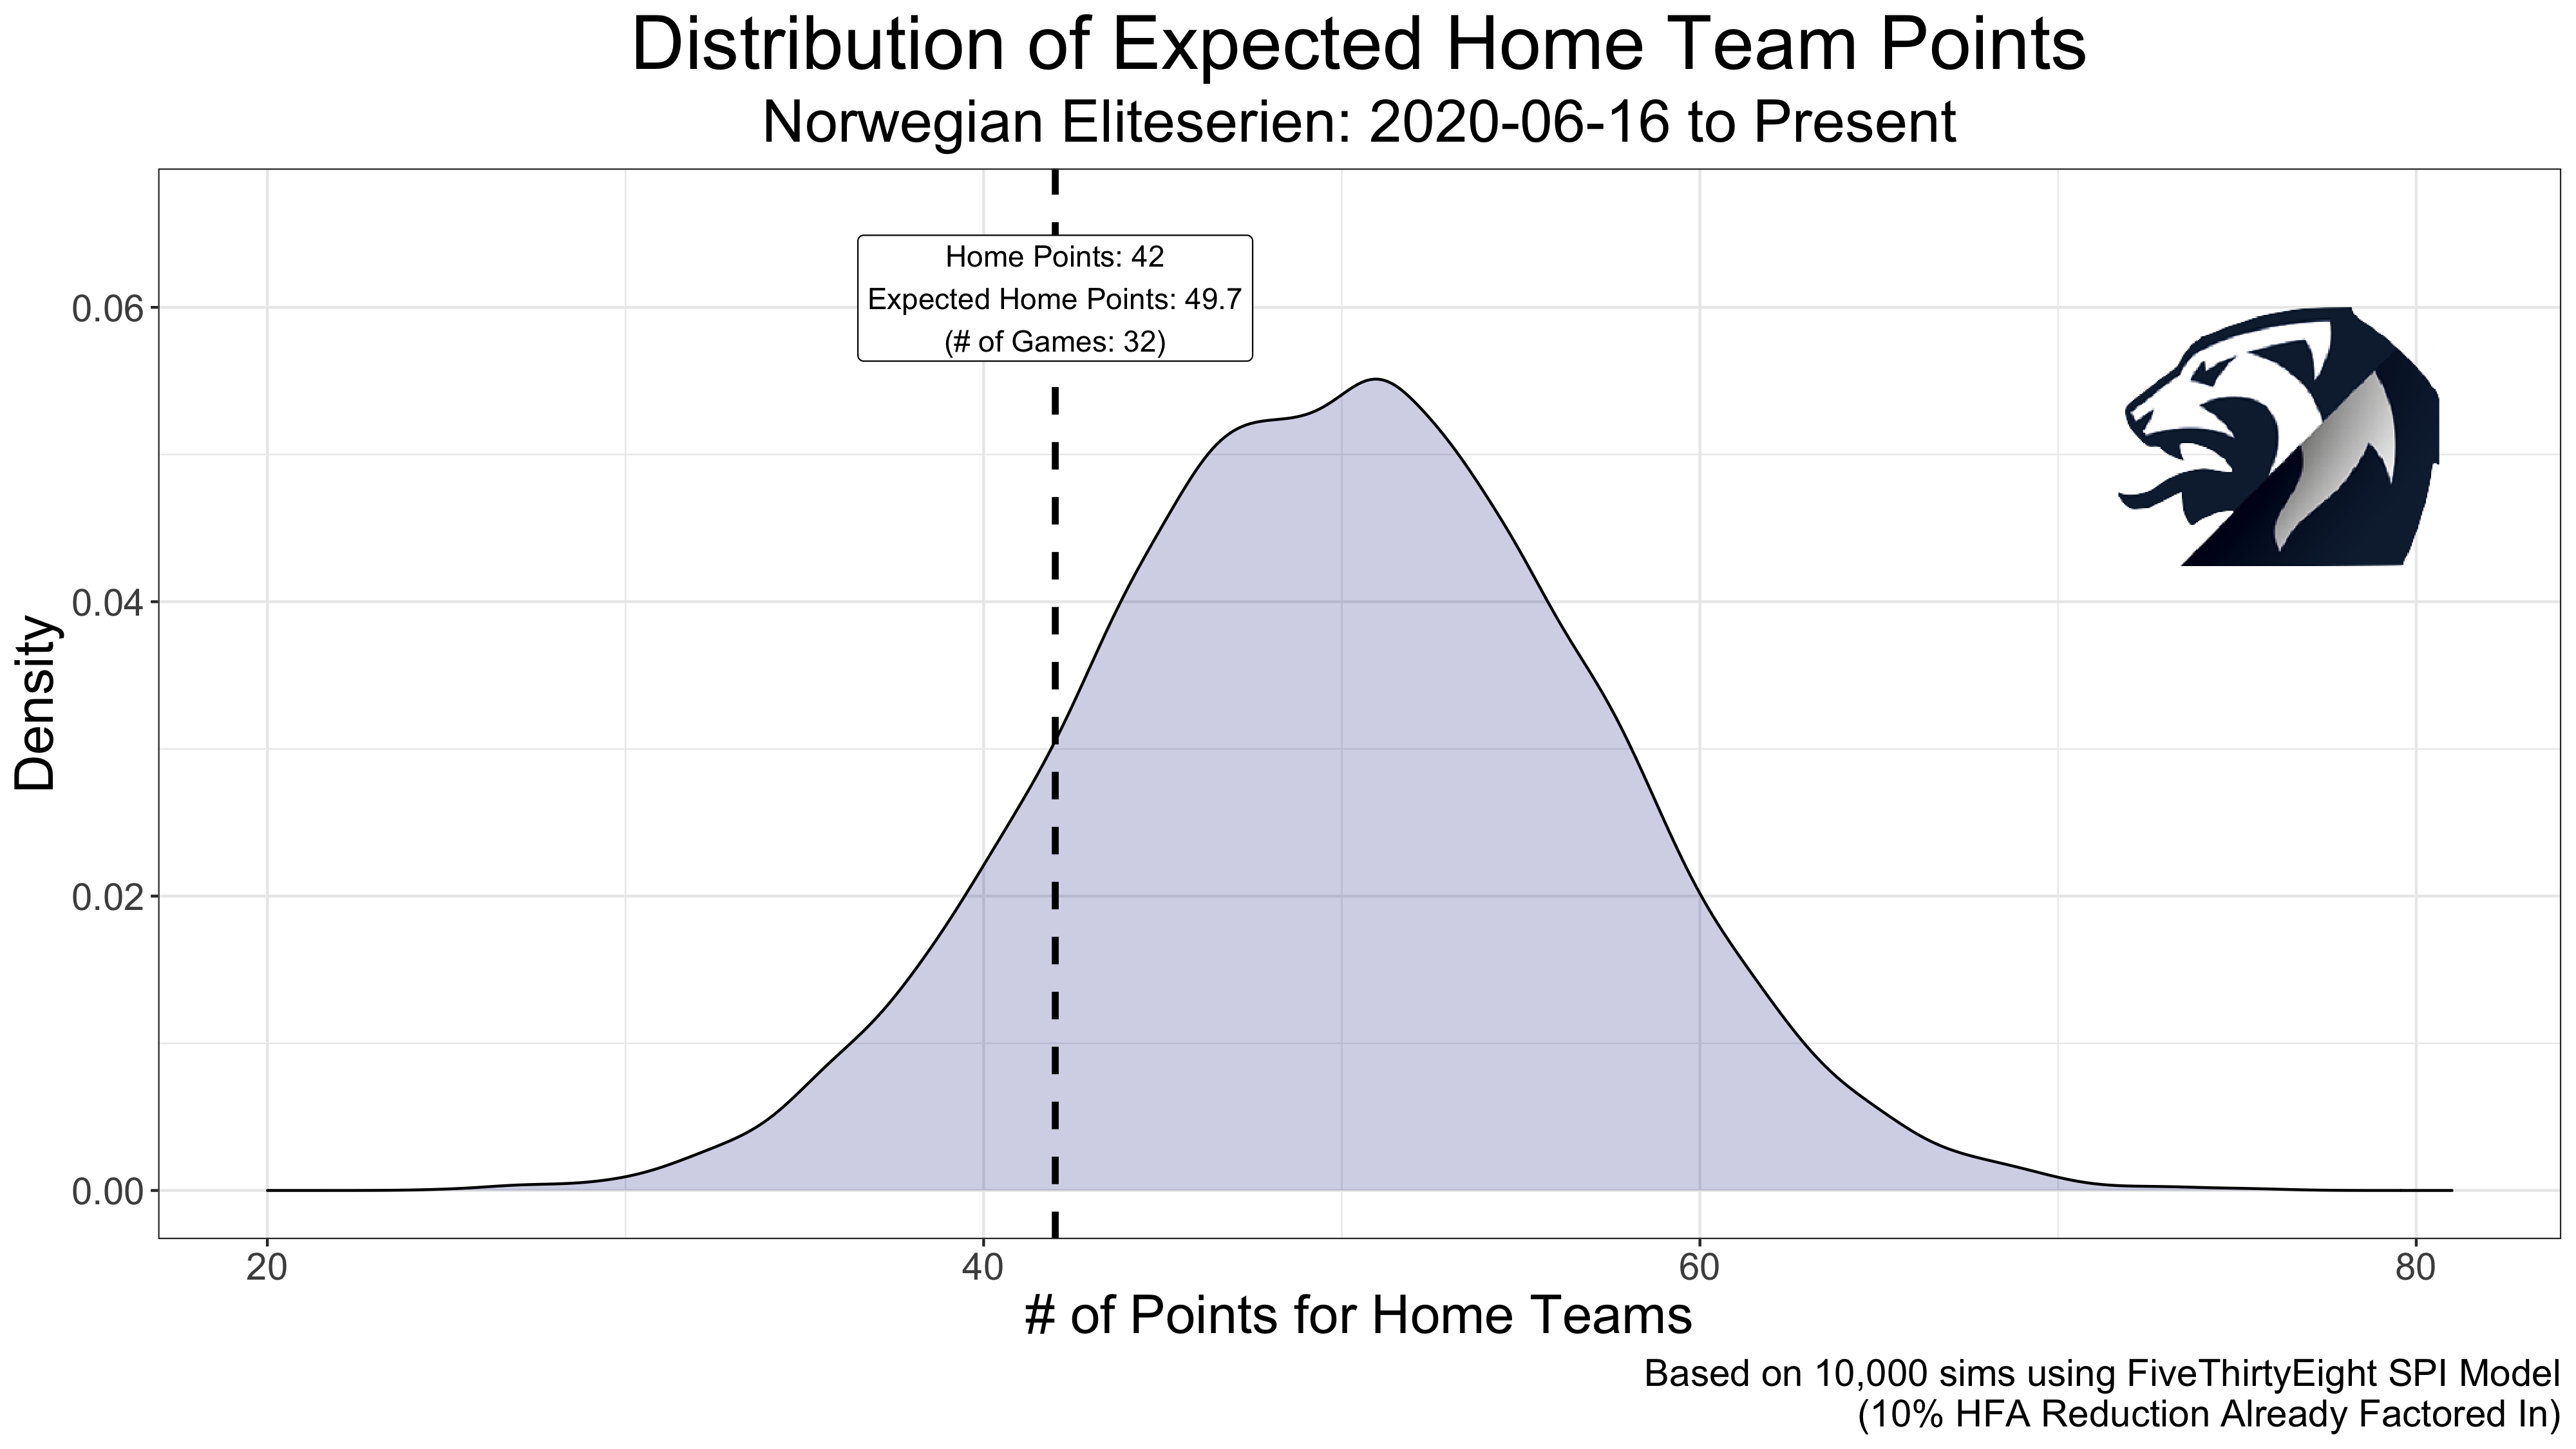 Distribution of Expected Home Team Points
Norwegian Eliteserien: 2020-06-16 to Present
Home Points: 42
Expected Home Points: 49.7
(# of Games: 32)
0.06
0.04
0.02
0.00
Density
20 40 60 80
# of Points for Home Teams
Based on 10,000 sims using FiveThirtyEight SPI Model
(10% HFA Reduction Already Factored In)